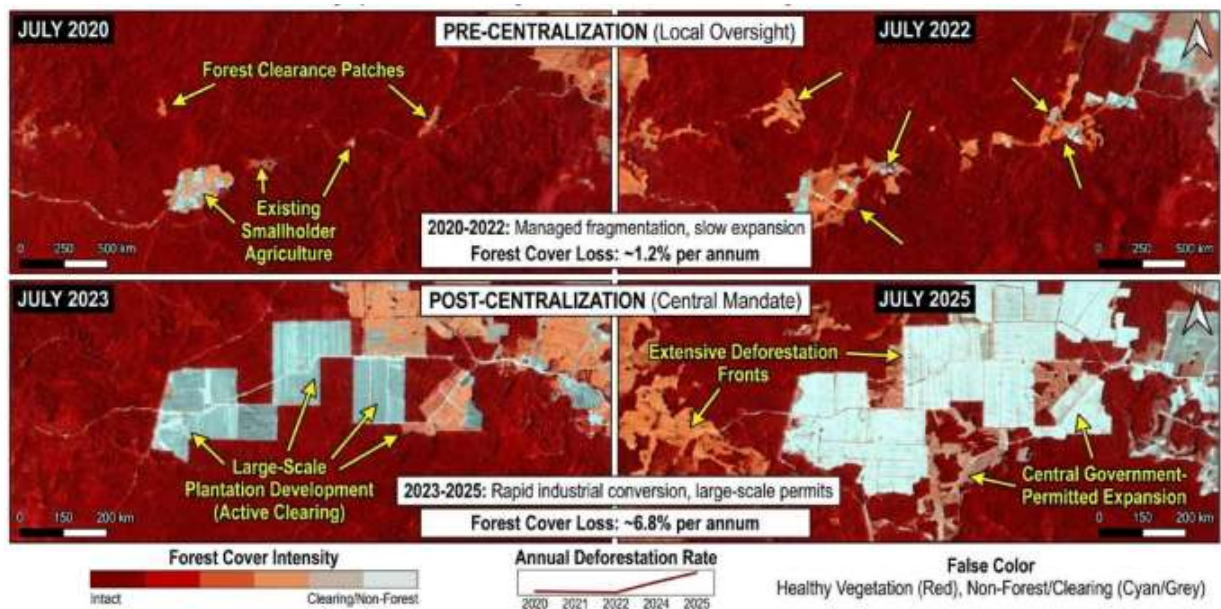 JULY 2020
PRE-CENTRALIZATION (Local Oversight)
JULY 2022
Forest Clearance Patches
Existing
Smallholder
Agriculture
2020-2022: Managed fragmentation, slow expansion
Forest Cover Loss: ~1.2% per annum
0 250 500 km
0 250 500 km
JULY 2023
POST-CENTRALIZATION (Central Mandate)
JULY 2025
N
Extensive Deforestation
Fronts
Large-Scale
Plantation Development
(Active Clearing)
Central Government-
Permitted Expansion
2023-2025: Rapid industrial conversion, large-scale permits
Forest Cover Loss: ~6.8% per annum
0 150 300 km
0 100 200 km
Forest Cover Intensity
Intact
Clearing/Non-Forest
Annual Deforestation Rate
2020 2021 2022 2024 2025
False Color
Healthy Vegetation (Red), Non-Forest/Clearing (Cyan/Grey)